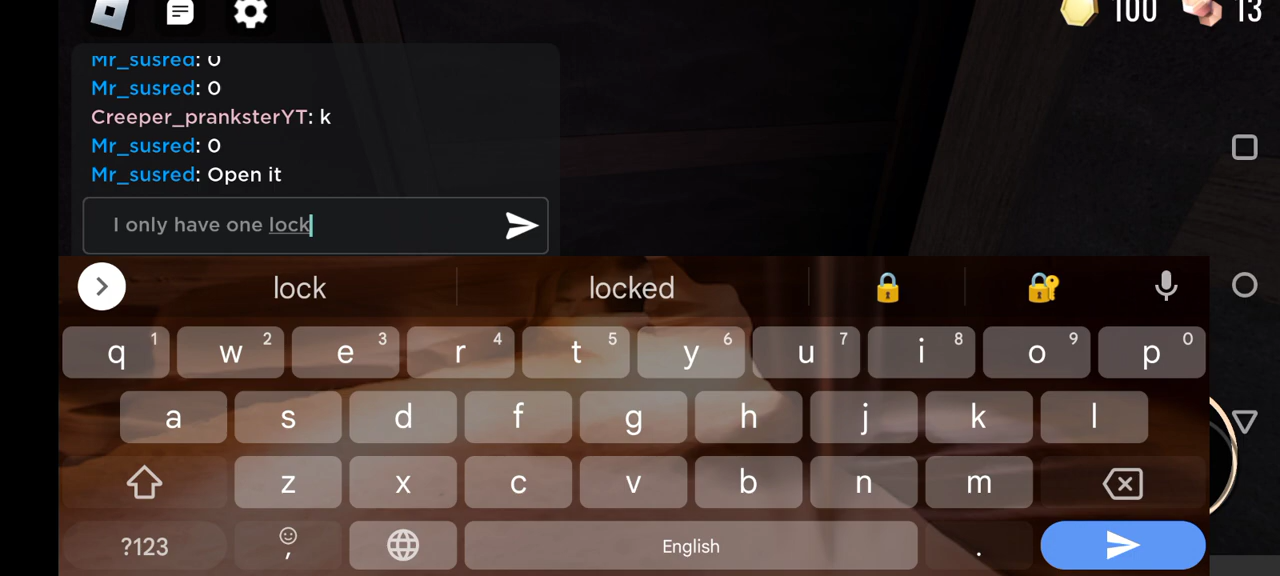 100
13
Mr_susred: 0
Mr_susred: 0
Creeper_pranksterYT: k
Mr_susred: 0
Mr_susred: Open it
I only have one lock
lock locked
q 1 w 2 e 3 r 4 t 5 y 6 u 7 i 8 o 9 p 0
a s d f g h j k l
z x c v b n m
?123 , English .